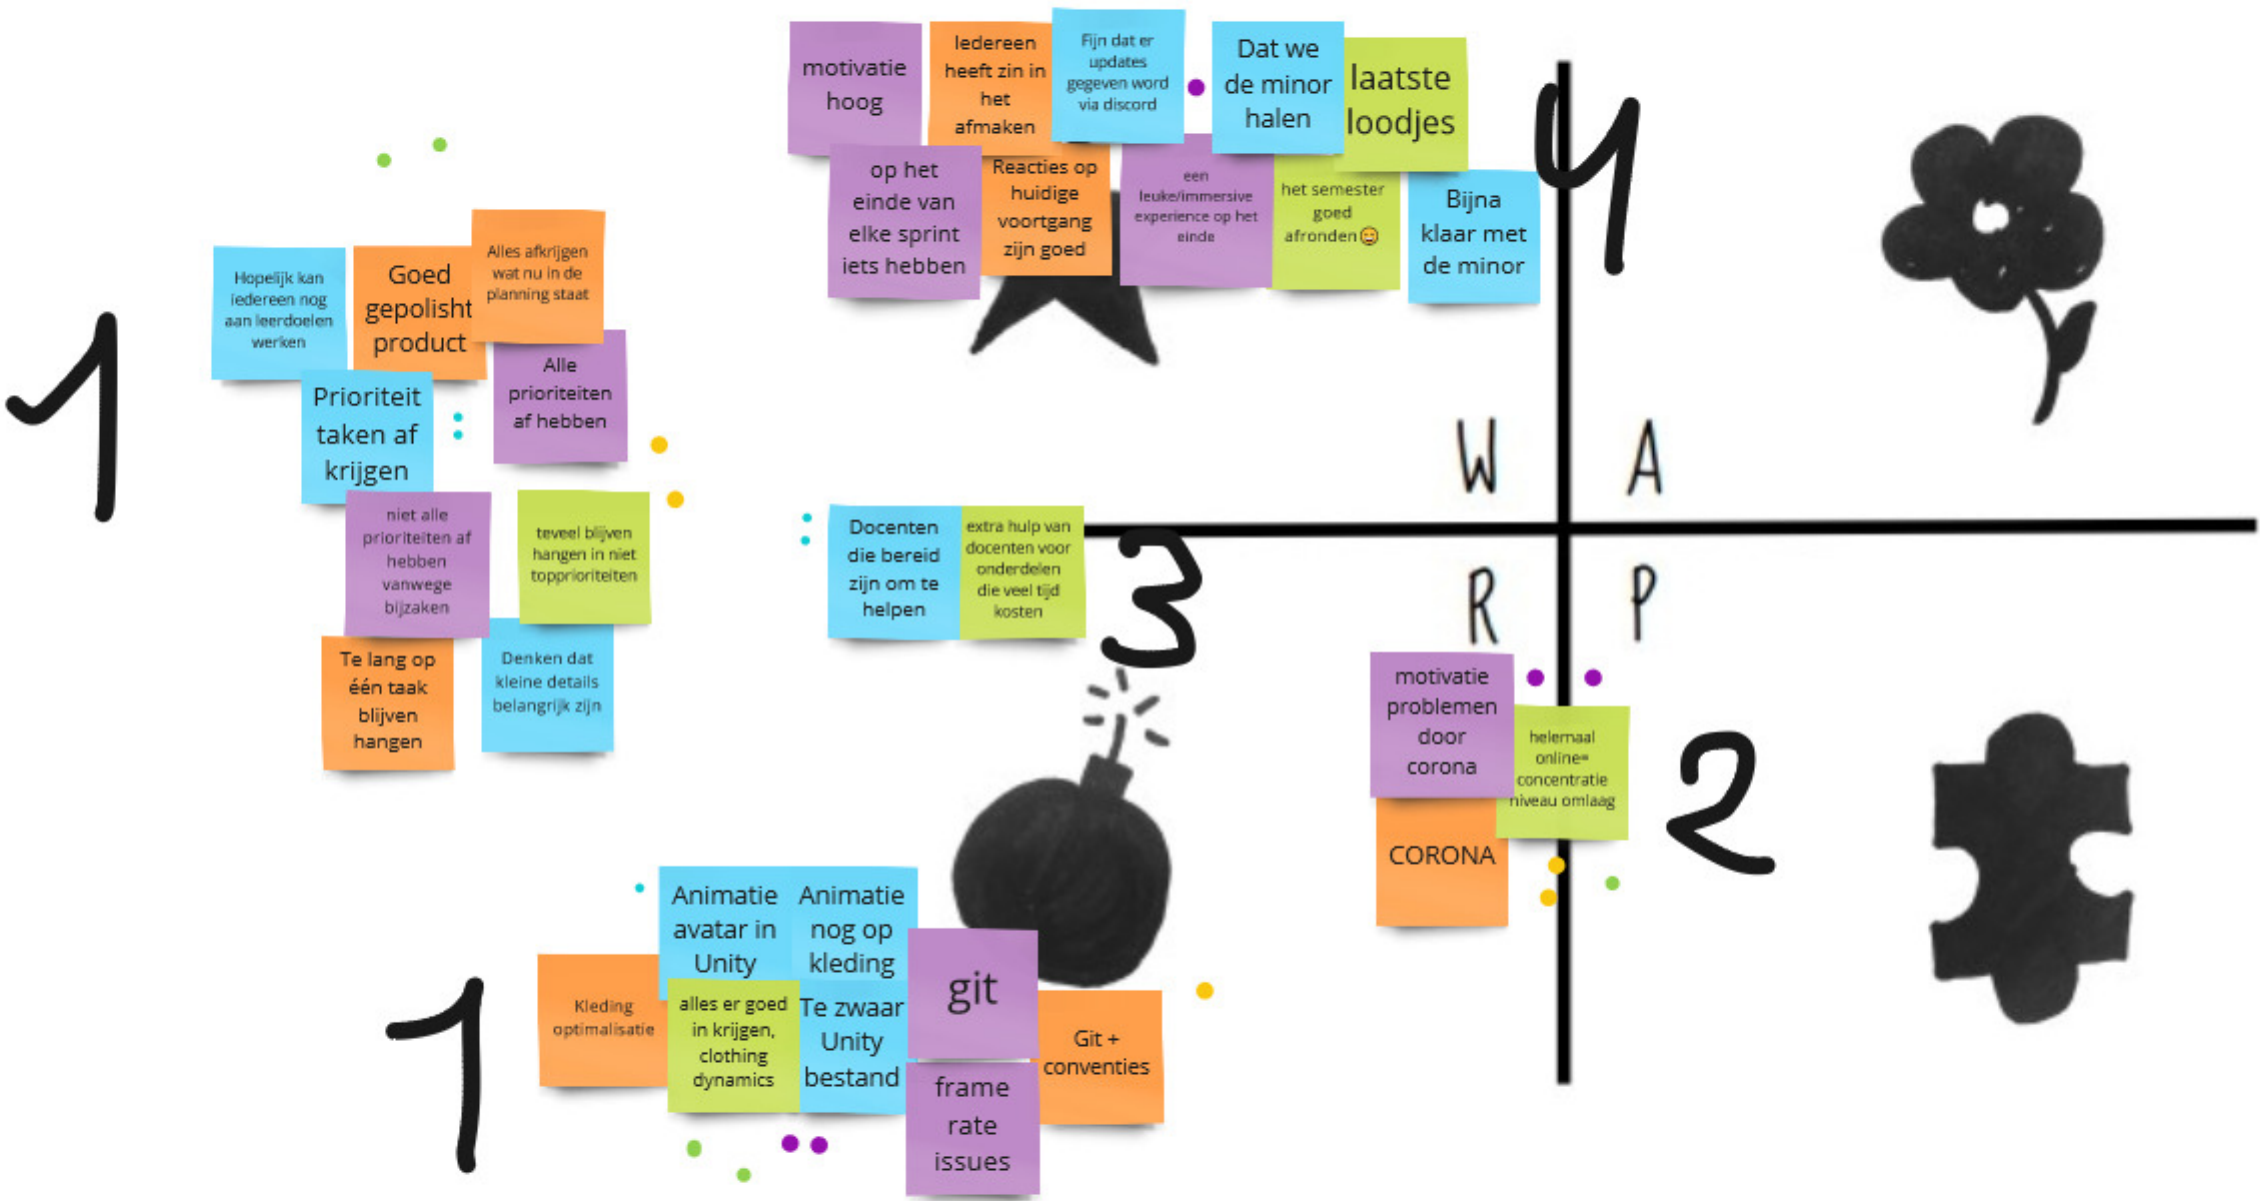 motivatie
hoog
Iedereen
heeft zin in
het
afmaken
Fijn dat er
updates
gegeven word
via discord
Dat we
de minor
halen
laatste
loodjes
op het
einde van
elke sprint
iets hebben
Reacties op
huidige
voortgang
zijn goed
een
leuke/immersive
experience op het
einde
het semester
goed
afronden😄
Bijna
klaar met
de minor
4
1
Hopelijk kan
iedereen nog
aan leerdoelen
werken
Goed
gepolisht
product
Alles afkrijgen
wat nu in de
planning staat
Prioriteit
taken af
krijgen
Alle
prioriteiten
af hebben
niet alle
prioriteiten af
hebben
vanwege
bijzaken
teveel blijven
hangen in niet
topprioriteiten
Te lang op
één taak
blijven
hangen
Denken dat
kleine details
belangrijk zijn
W A
R P
Docenten
die bereid
zijn om te
helpen
extra hulp van
docenten voor
onderdelen
die veel tijd
kosten
3
motivatie
problemen
door
corona
helemaal
online=
concentratie
niveau omlaag
CORONA
2
1
Kleding
optimalisatie
Animatie
avatar in
Unity
Animatie
nog op
kleding
alles er goed
in krijgen,
clothing
dynamics
Te zwaar
Unity
bestand
git
frame
rate
issues
Git +
conventies